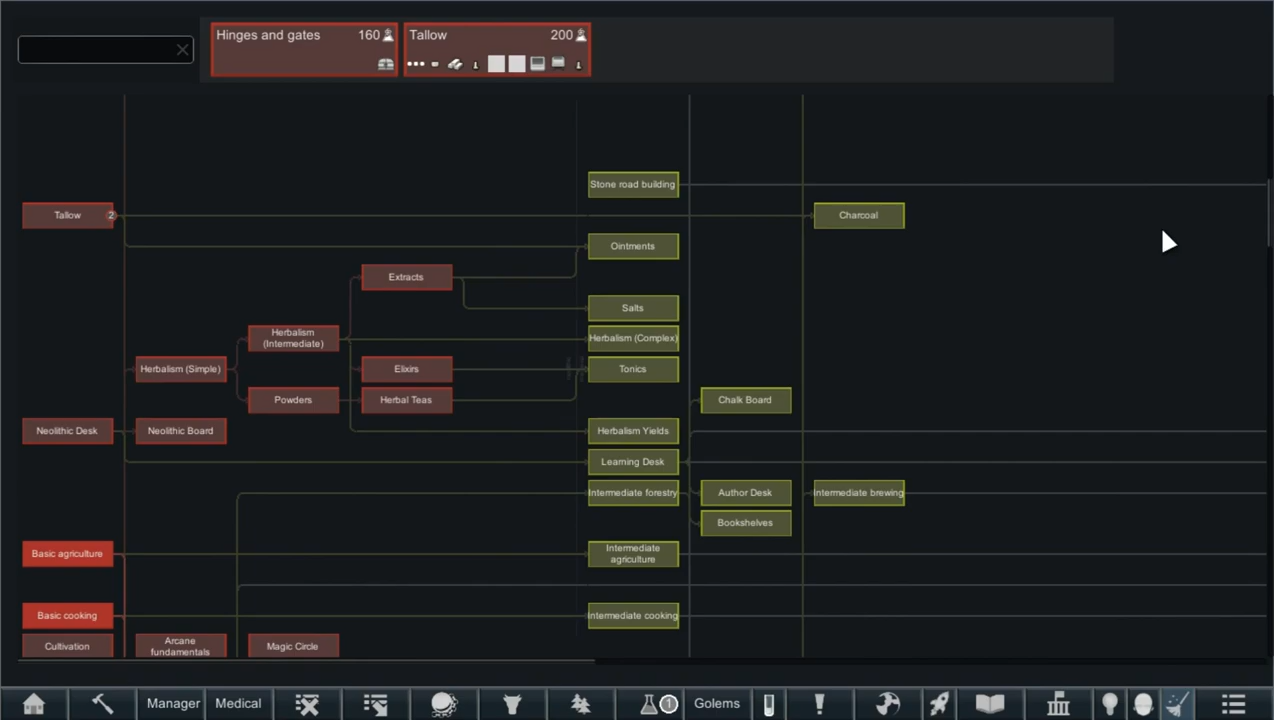 Hinges and gates 160
Tallow 200
Stone road building
Tallow 2
Charcoal
Ointments
Extracts
Salts
Herbalism
(Intermediate)
Herbalism (Complex)
Herbalism (Simple)
Elixirs
Tonics
Powders
Herbal Teas
Chalk Board
Neolithic Desk
Neolithic Board
Herbalism Yields
Learning Desk
Intermediate forestry
Author Desk
Intermediate brewing
Bookshelves
Basic agriculture
Intermediate
agriculture
Basic cooking
Intermediate cooking
Cultivation
Arcane
fundamentals
Magic Circle
Manager
Medical
1
Golems